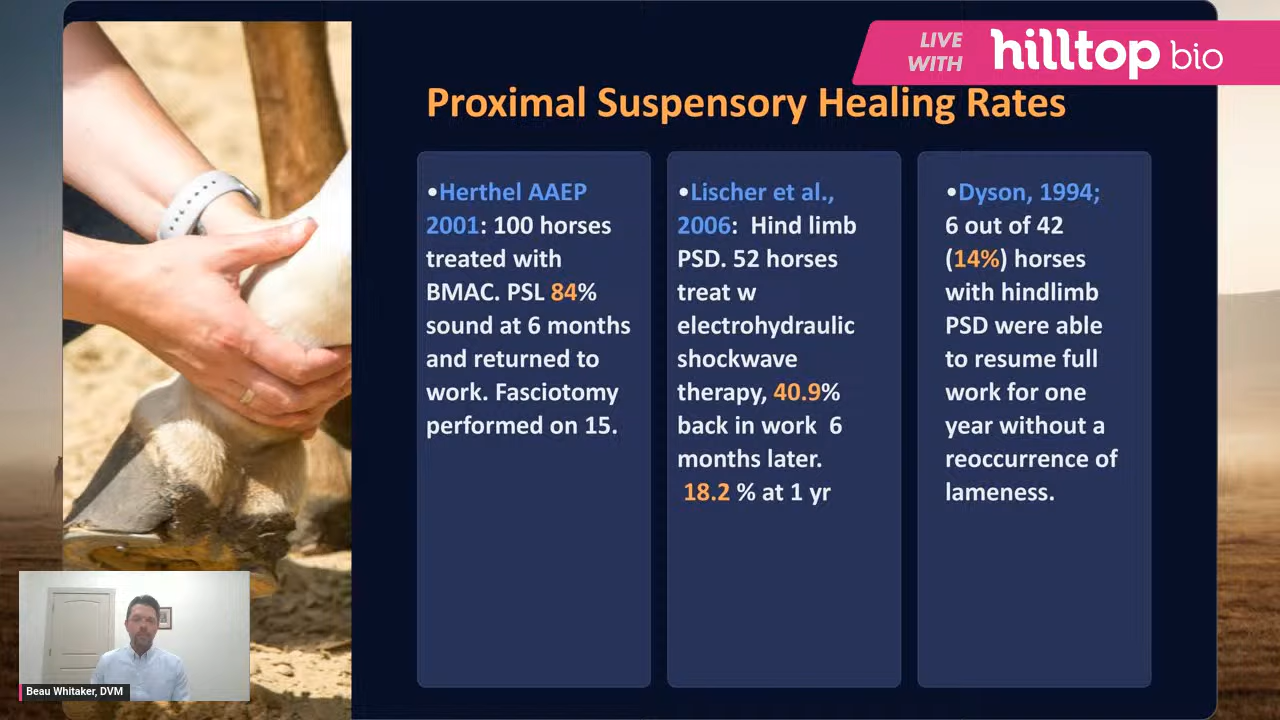 LIVE
WITH
hilltop bio
Proximal Suspensory Healing Rates
•Herthel AAEP
2001: 100 horses
treated with
BMAC. PSL 84%
sound at 6 months
and returned to
work. Fasciotomy
performed on 15.
•Lischer et al.,
2006:  Hind limb
PSD. 52 horses
treat w
electrohydraulic
shockwave
therapy, 40.9%
back in work  6
months later.
18.2 % at 1 yr
•Dyson, 1994;
6 out of 42
(14%) horses
with hindlimb
PSD were able
to resume full
work for one
year without a
reoccurrence of
lameness.
Beau Whitaker, DVM